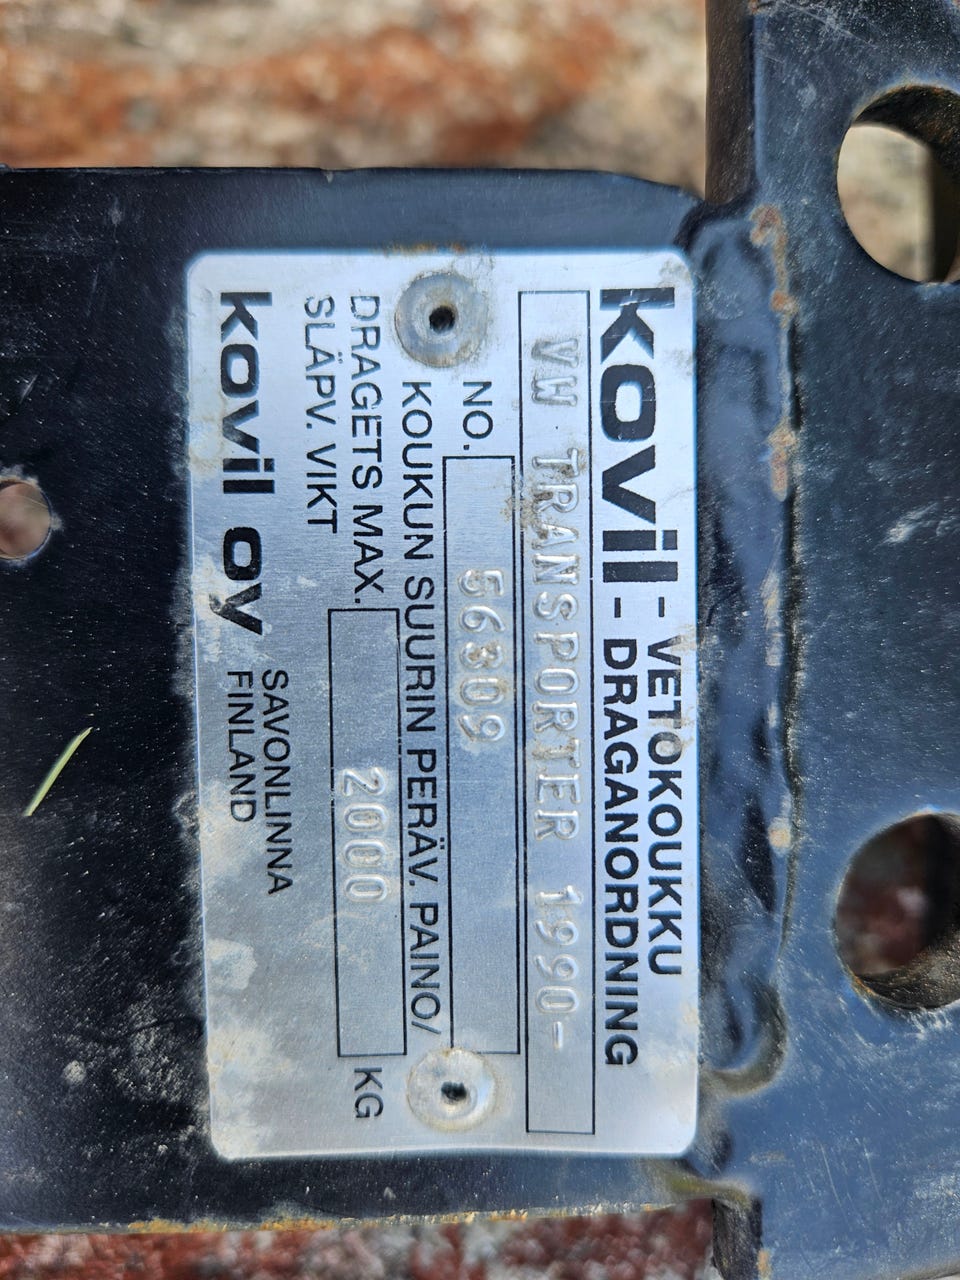 kovil - VETOKOUKKU
- DRAGANORDNING
VW TRANSPORTER 1990-
NO. 56809
KOUKUN SUURIN PERÄV. PAINO/
DRAGETS MAX. 2000 KG
SLÄPV. VIKT
kovil oy SAVONLINNA
FINLAND